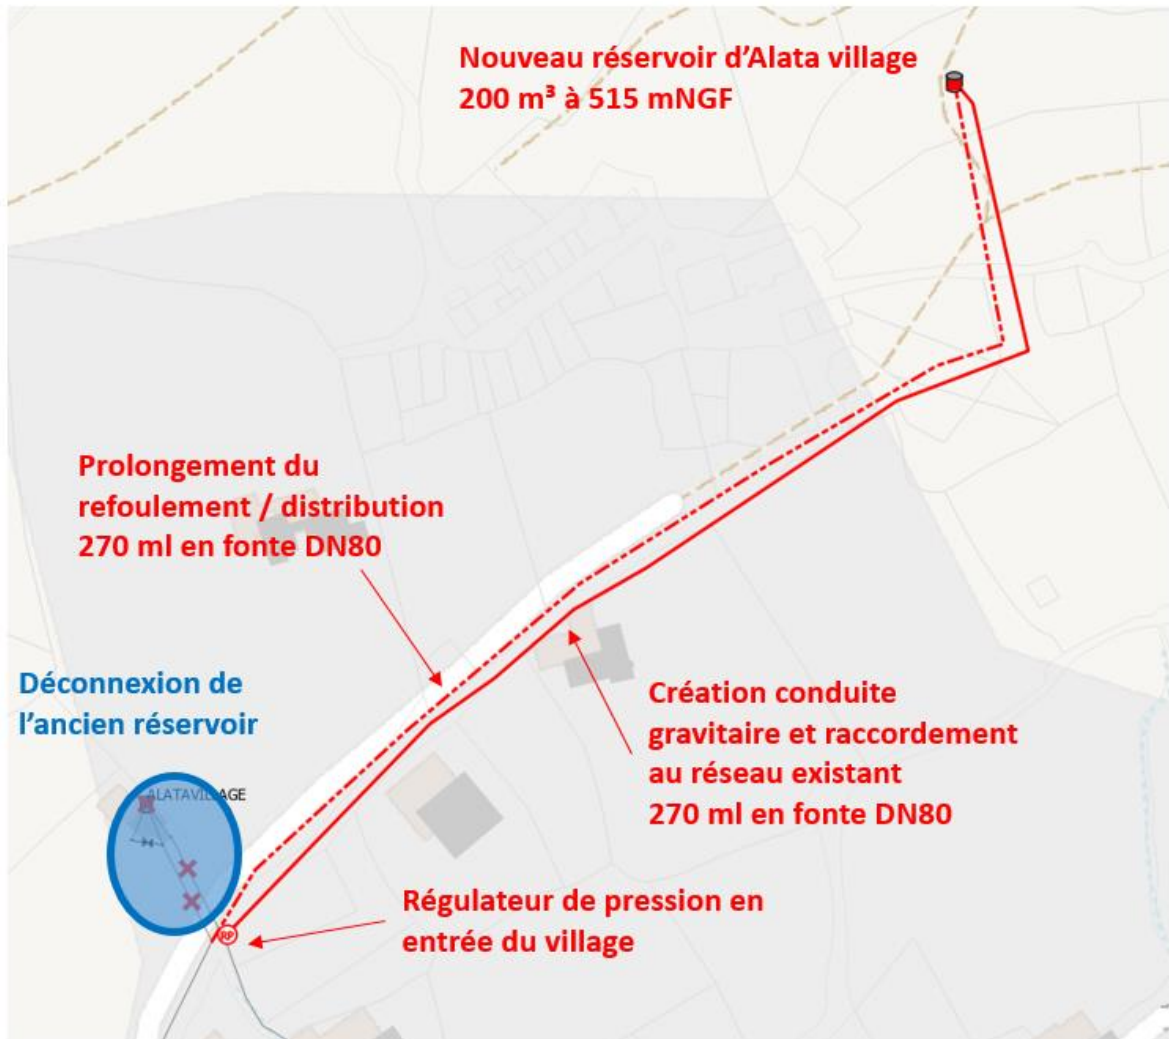 Nouveau réservoir d'Alata village
200 m³ à 515 mNGF
Prolongement du
refoulement / distribution
270 ml en fonte DN80
Déconnexion de
l'ancien réservoir
ALATAVILLAGE
Création conduite
gravitaire et raccordement
au réseau existant
270 ml en fonte DN80
Régulateur de pression en
entrée du village
RP